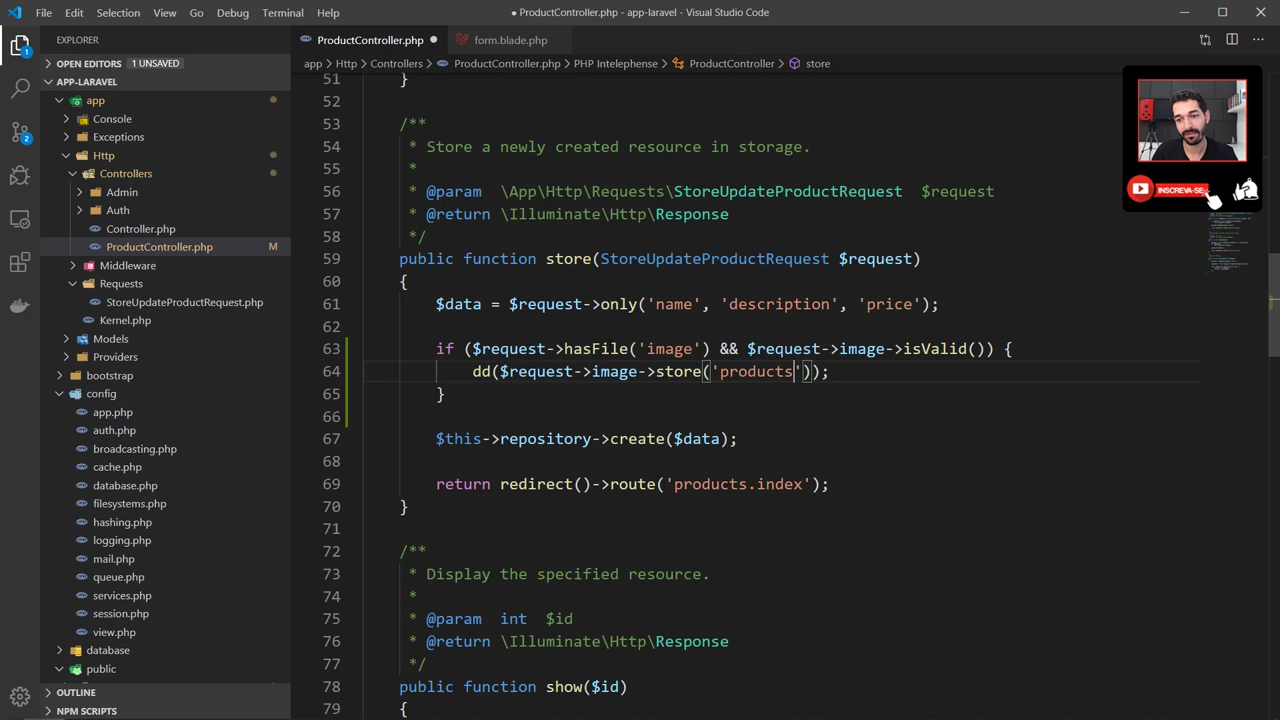 File Edit Selection View Go Debug Terminal Help
● ProductController.php - app-laravel - Visual Studio Code
EXPLORER
ProductController.php ●
form.blade.php
OPEN EDITORS 1 UNSAVED
app > Http > Controllers > ProductController.php > PHP Intelephense > ProductController > store
APP-LARAVEL
app
Console
Exceptions
Http
Controllers
Admin
Auth
Controller.php
ProductController.php M
Middleware
Requests
StoreUpdateProductRequest.php
Kernel.php
Models
Providers
bootstrap
config
app.php
auth.php
broadcasting.php
cache.php
database.php
filesystems.php
hashing.php
logging.php
mail.php
queue.php
services.php
session.php
view.php
database
public
OUTLINE
NPM SCRIPTS
1
2
51 }
52
53 /**
54 * Store a newly created resource in storage.
55 *
56 * @param \App\Http\Requests\StoreUpdateProductRequest $request
57 * @return \Illuminate\Http\Response
58 */
59 public function store(StoreUpdateProductRequest $request)
60 {
61 $data = $request->only('name', 'description', 'price');
62
63 if ($request->hasFile('image') && $request->image->isValid()) {
64 dd($request->image->store('products'));
65 }
66
67 $this->repository->create($data);
68
69 return redirect()->route('products.index');
70 }
71
72 /**
73 * Display the specified resource.
74 *
75 * @param int $id
76 * @return \Illuminate\Http\Response
77 */
78 public function show($id)
79 {
INSCREVA-SE